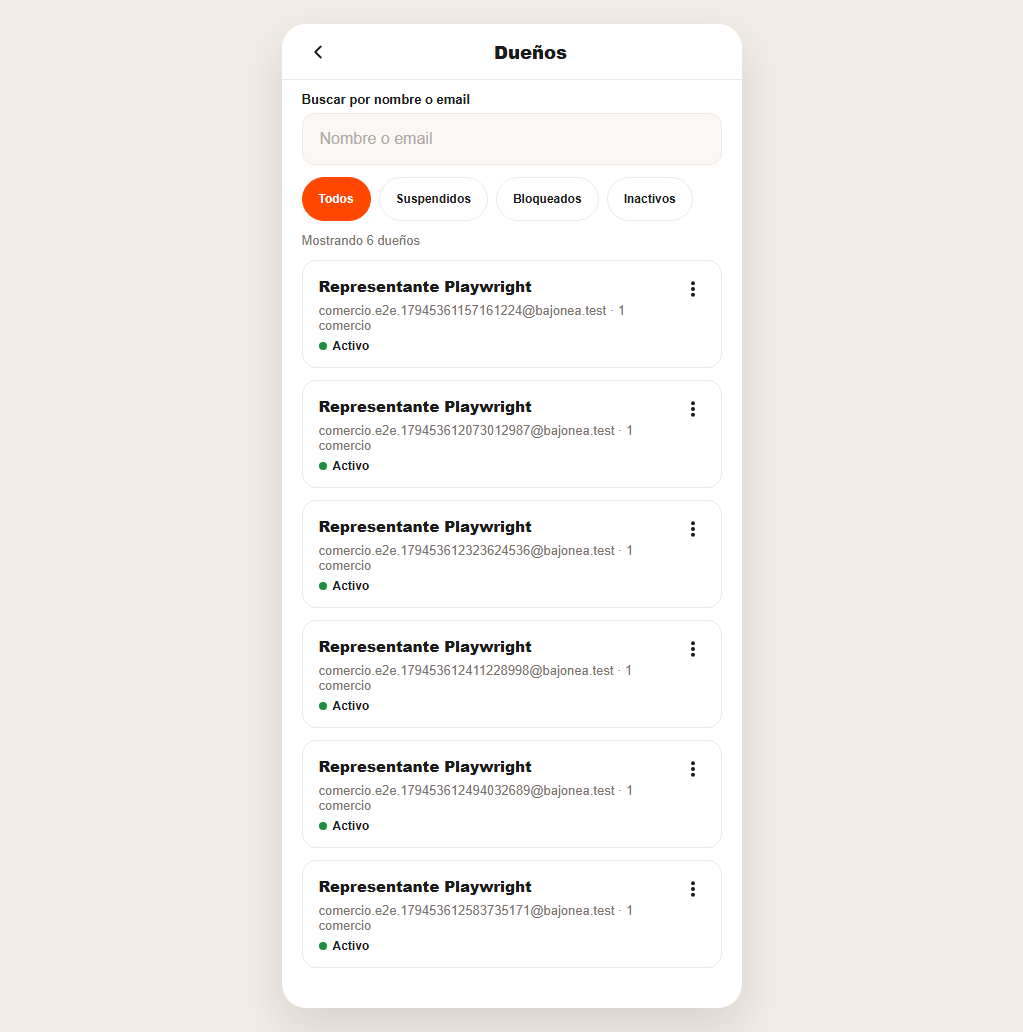 Dueños
Buscar por nombre o email
Nombre o email
Todos Suspendidos Bloqueados Inactivos
Mostrando 6 dueños
Representante Playwright
comercio.e2e.17945361157161224@bajonea.test · 1
comercio
Activo
Representante Playwright
comercio.e2e.179453612073012987@bajonea.test · 1
comercio
Activo
Representante Playwright
comercio.e2e.179453612323624536@bajonea.test · 1
comercio
Activo
Representante Playwright
comercio.e2e.179453612411228998@bajonea.test · 1
comercio
Activo
Representante Playwright
comercio.e2e.179453612494032689@bajonea.test · 1
comercio
Activo
Representante Playwright
comercio.e2e.179453612583735171@bajonea.test · 1
comercio
Activo